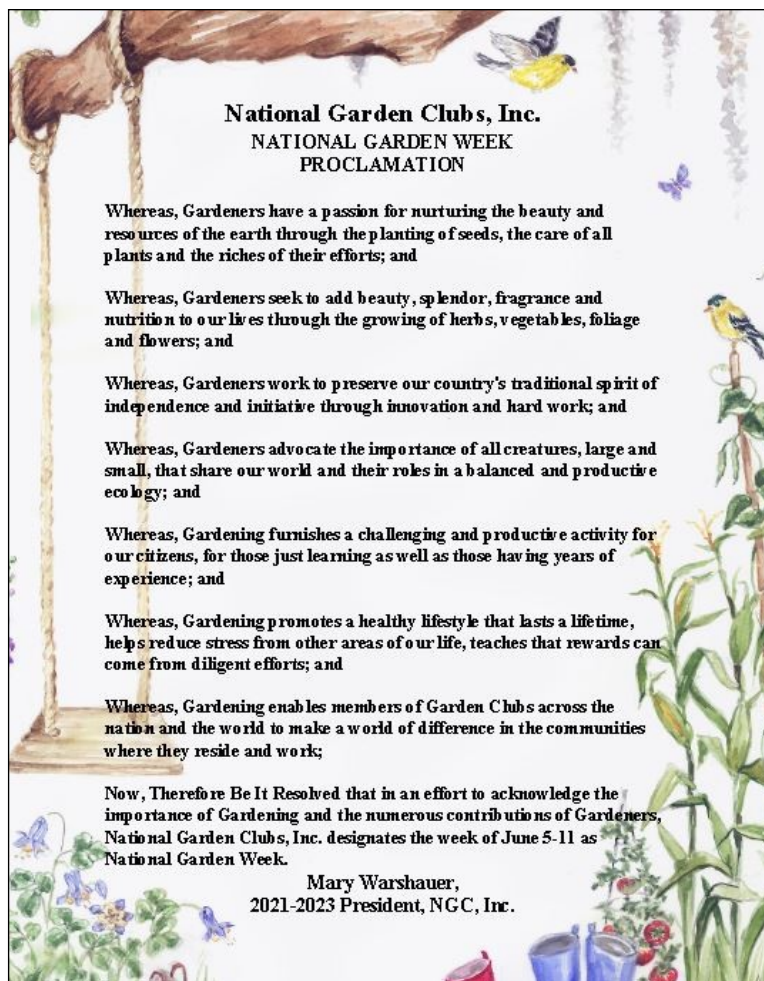 National Garden Clubs, Inc.
NATIONAL GARDEN WEEK
PROCLAMATION
Whereas, Gardeners have a passion for nurturing the beauty and
resources of the earth through the planting of seeds, the care of all
plants and the riches of their efforts; and
Whereas, Gardeners seek to add beauty, splendor, fragrance and
nutrition to our lives through the growing of herbs, vegetables, foliage
and flowers; and
Whereas, Gardeners work to preserve our country's traditional spirit of
independence and initiative through innovation and hard work; and
Whereas, Gardeners advocate the importance of all creatures, large and
small, that share our world and their roles in a balanced and productive
ecology; and
Whereas, Gardening furnishes a challenging and productive activity for
our citizens, for those just learning as well as those having years of
experience; and
Whereas, Gardening promotes a healthy lifestyle that lasts a lifetime,
helps reduce stress from other areas of our life, teaches that rewards can
come from diligent efforts; and
Whereas, Gardening enables members of Garden Clubs across the
nation and the world to make a world of difference in the communities
where they reside and work;
Now, Therefore Be It Resolved that in an effort to acknowledge the
importance of Gardening and the numerous contributions of Gardeners,
National Garden Clubs, Inc. designates the week of June 5-11 as
National Garden Week.
Mary Warshauer,
2021-2023 President, NGC, Inc.